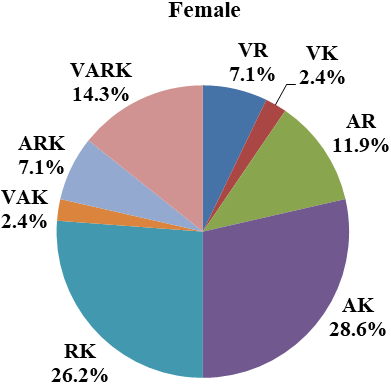 Female
VR
7.1%
VK
2.4%
AR
11.9%
AK
28.6%
RK
26.2%
VAK
2.4%
ARK
7.1%
VARK
14.3%